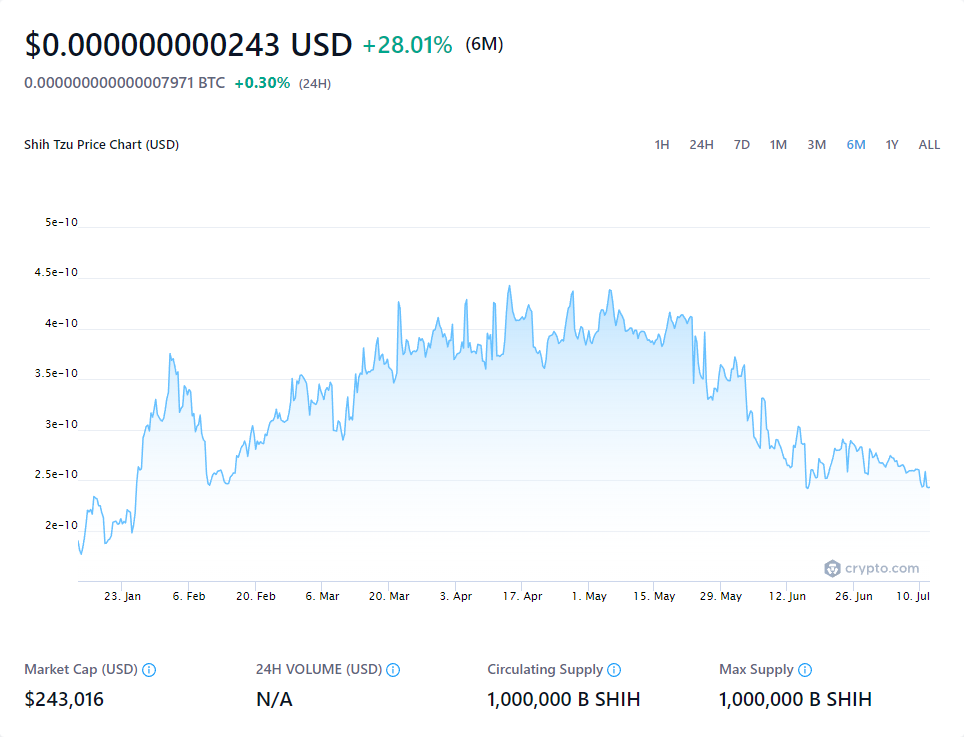 $0.000000000243 USD +28.01% (6M)
0.000000000000007971 BTC +0.30% (24H)
Shih Tzu Price Chart (USD) 1H 24H 7D 1M 3M 6M 1Y ALL
5e-10
4.5e-10
4e-10
3.5e-10
3e-10
2.5e-10
2e-10
crypto.com
23. Jan 6. Feb 20. Feb 6. Mar 20. Mar 3. Apr 17. Apr 1. May 15. May 29. May 12. Jun 26. Jun 10. Jul
Market Cap (USD) 24H VOLUME (USD) Circulating Supply Max Supply
$243,016 N/A 1,000,000 B SHIH 1,000,000 B SHIH